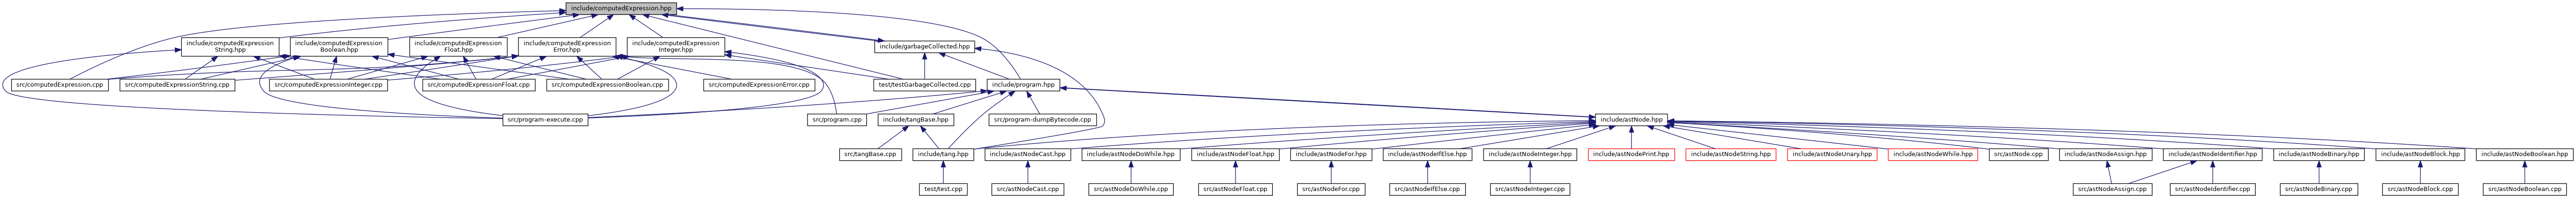 include/computedExpression.hpp
include/computedExpression
String.hpp
include/computedExpression
Boolean.hpp
include/computedExpression
Float.hpp
include/computedExpression
Error.hpp
include/computedExpression
Integer.hpp
include/garbageCollected.hpp
src/computedExpression.cpp
src/computedExpressionString.cpp
src/computedExpressionInteger.cpp
src/computedExpressionFloat.cpp
src/computedExpressionBoolean.cpp
src/computedExpressionError.cpp
test/testGarbageCollected.cpp
include/program.hpp
src/program-execute.cpp
src/program.cpp
include/tangBase.hpp
src/program-dumpBytecode.cpp
include/astNode.hpp
src/tangBase.cpp
include/tang.hpp
include/astNodeCast.hpp
include/astNodeDoWhile.hpp
include/astNodeFloat.hpp
include/astNodeFor.hpp
include/astNodeIfElse.hpp
include/astNodeInteger.hpp
include/astNodePrint.hpp
include/astNodeString.hpp
include/astNodeUnary.hpp
include/astNodeWhile.hpp
src/astNode.cpp
include/astNodeAssign.hpp
include/astNodeIdentifier.hpp
include/astNodeBinary.hpp
include/astNodeBlock.hpp
include/astNodeBoolean.hpp
test/test.cpp
src/astNodeCast.cpp
src/astNodeDoWhile.cpp
src/astNodeFloat.cpp
src/astNodeFor.cpp
src/astNodeIfElse.cpp
src/astNodeInteger.cpp
src/astNodeAssign.cpp
src/astNodeIdentifier.cpp
src/astNodeBinary.cpp
src/astNodeBlock.cpp
src/astNodeBoolean.cpp